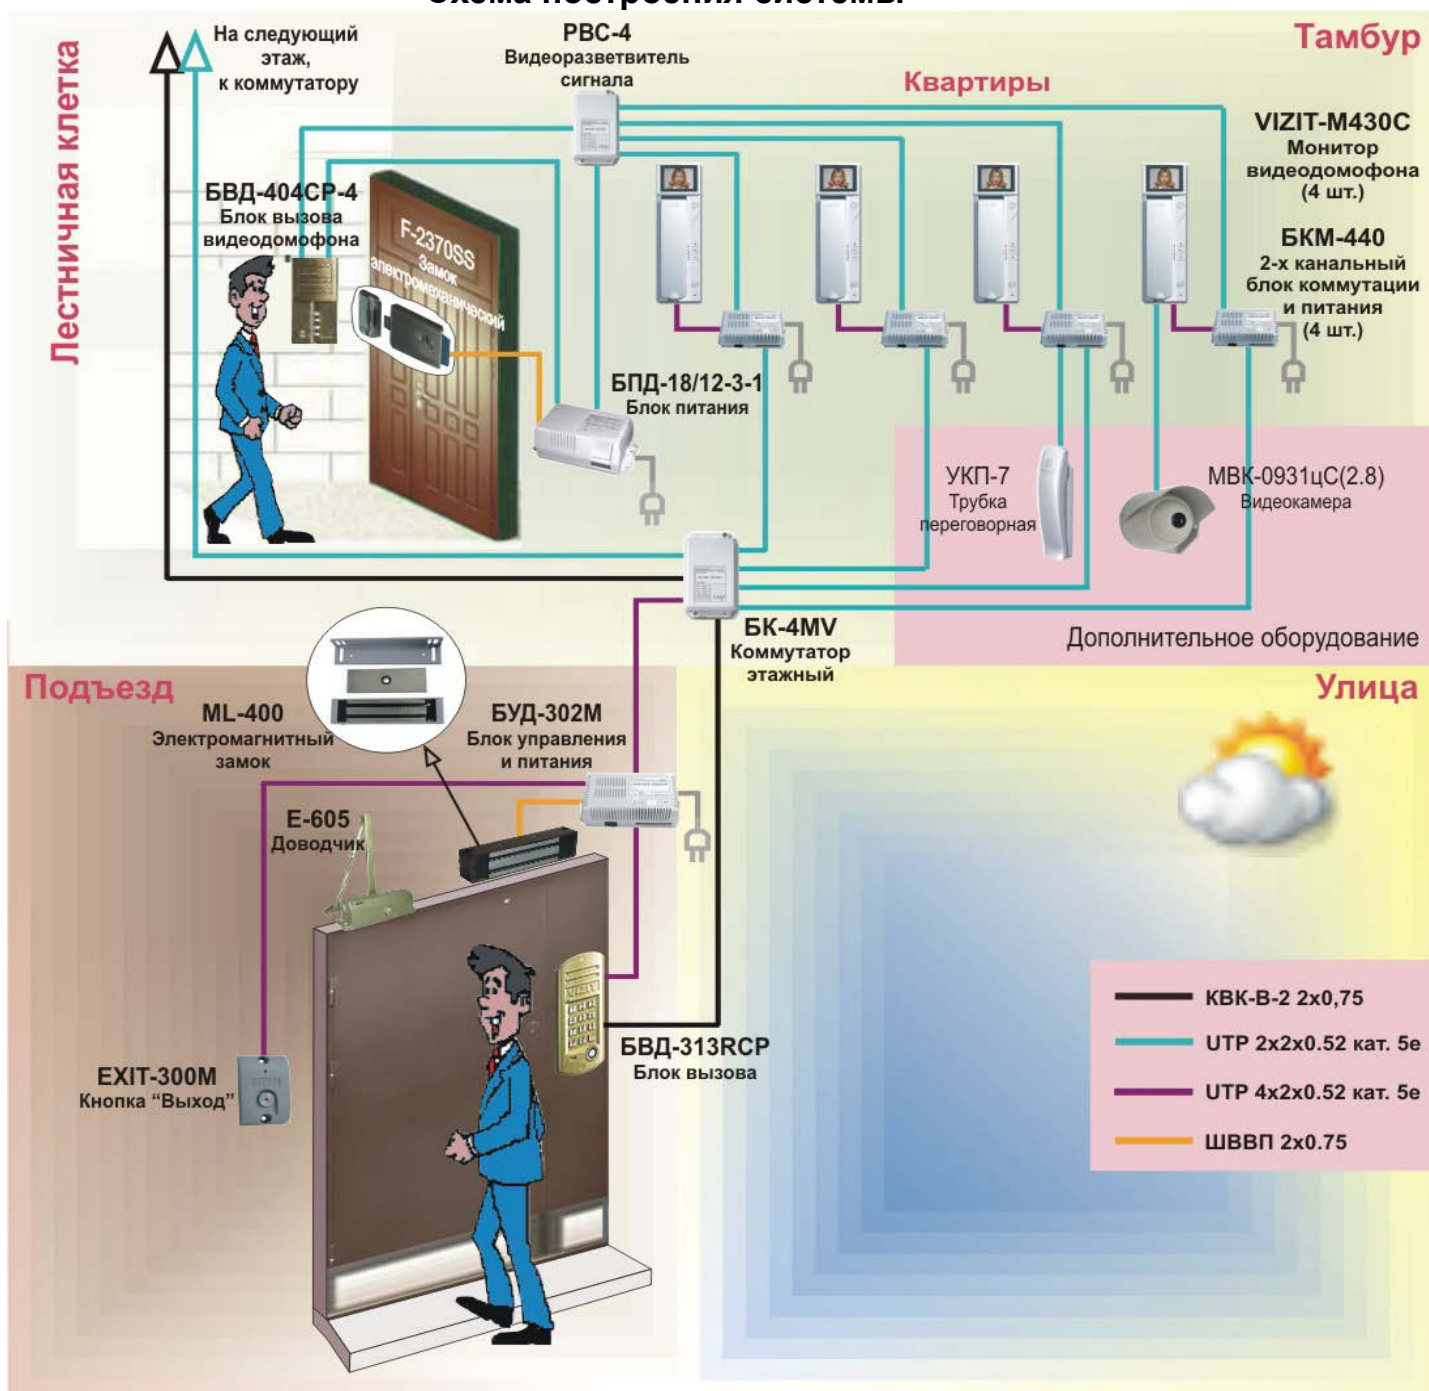 Схема построения системы
Лестничная клетка
На следующий
этаж,
к коммутатору
РВС-4
Видеоразветвитель
сигнала
Тамбур
Квартиры
VIZIT-M430C
Монитор
видеодомофона
(4 шт.)
БКМ-440
2-х канальный
блок коммутации
и питания
(4 шт.)
БВД-404СР-4
Блок вызова
видеодомофона
F-2370SS
Замок
электромеханический
БПД-18/12-3-1
Блок питания
УКП-7
Трубка
переговорная
МВК-0931цС(2.8)
Видеокамера
Дополнительное оборудование
БК-4MV
Коммутатор
этажный
Подъезд
Улица
ML-400
Электромагнитный
замок
БУД-302М
Блок управления
и питания
Е-605
Доводчик
EXIT-300M
Кнопка “Выход”
VIZIT
БВД-313RCP
Блок вызова
КВК-В-2 2х0,75
UTP 2x2x0.52 кат. 5е
UTP 4x2x0.52 кат. 5е
ШВВП 2х0.75